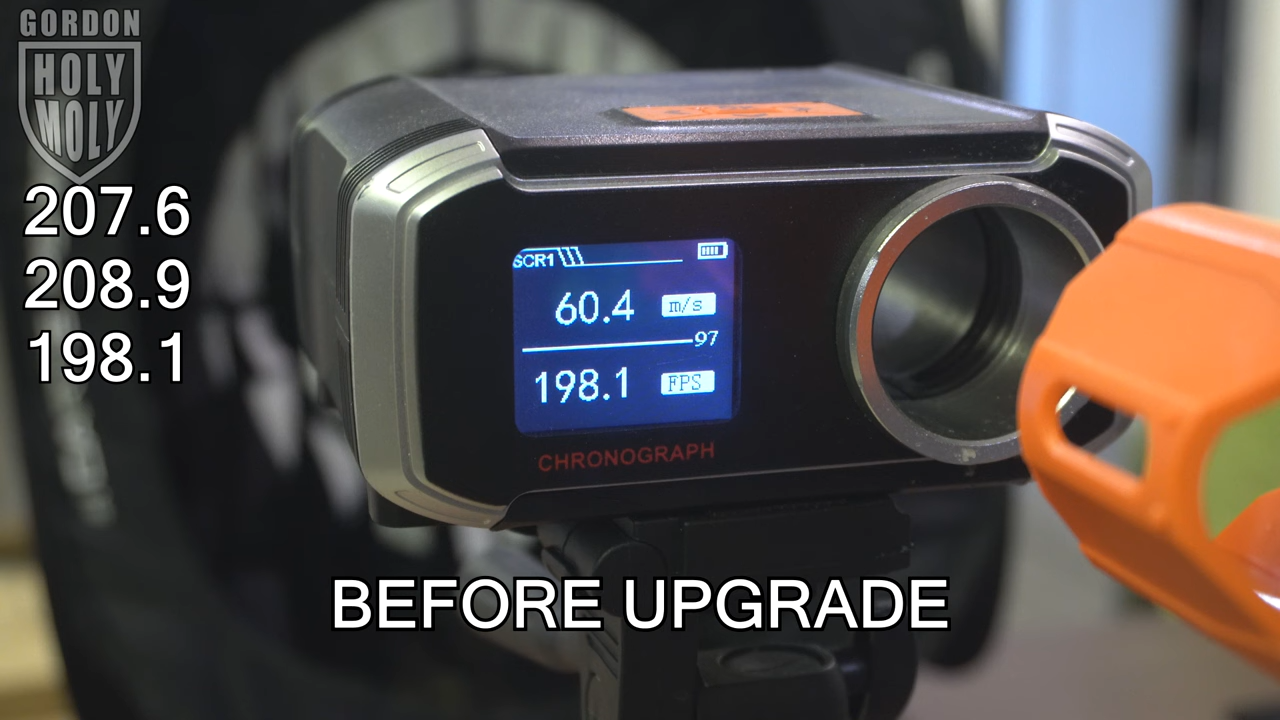 GORDON
HOLY
MOLY
207.6
208.9
198.1
SCR1
60.4 m/s
97
198.1 FPS
CHRONOGRAPH
BEFORE UPGRADE